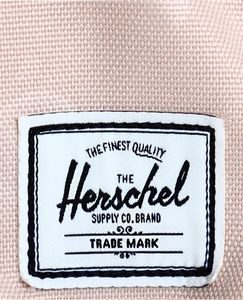 THE FINEST QUALITY
THE
Herschel
SUPPLY CO. BRAND
TRADE MARK